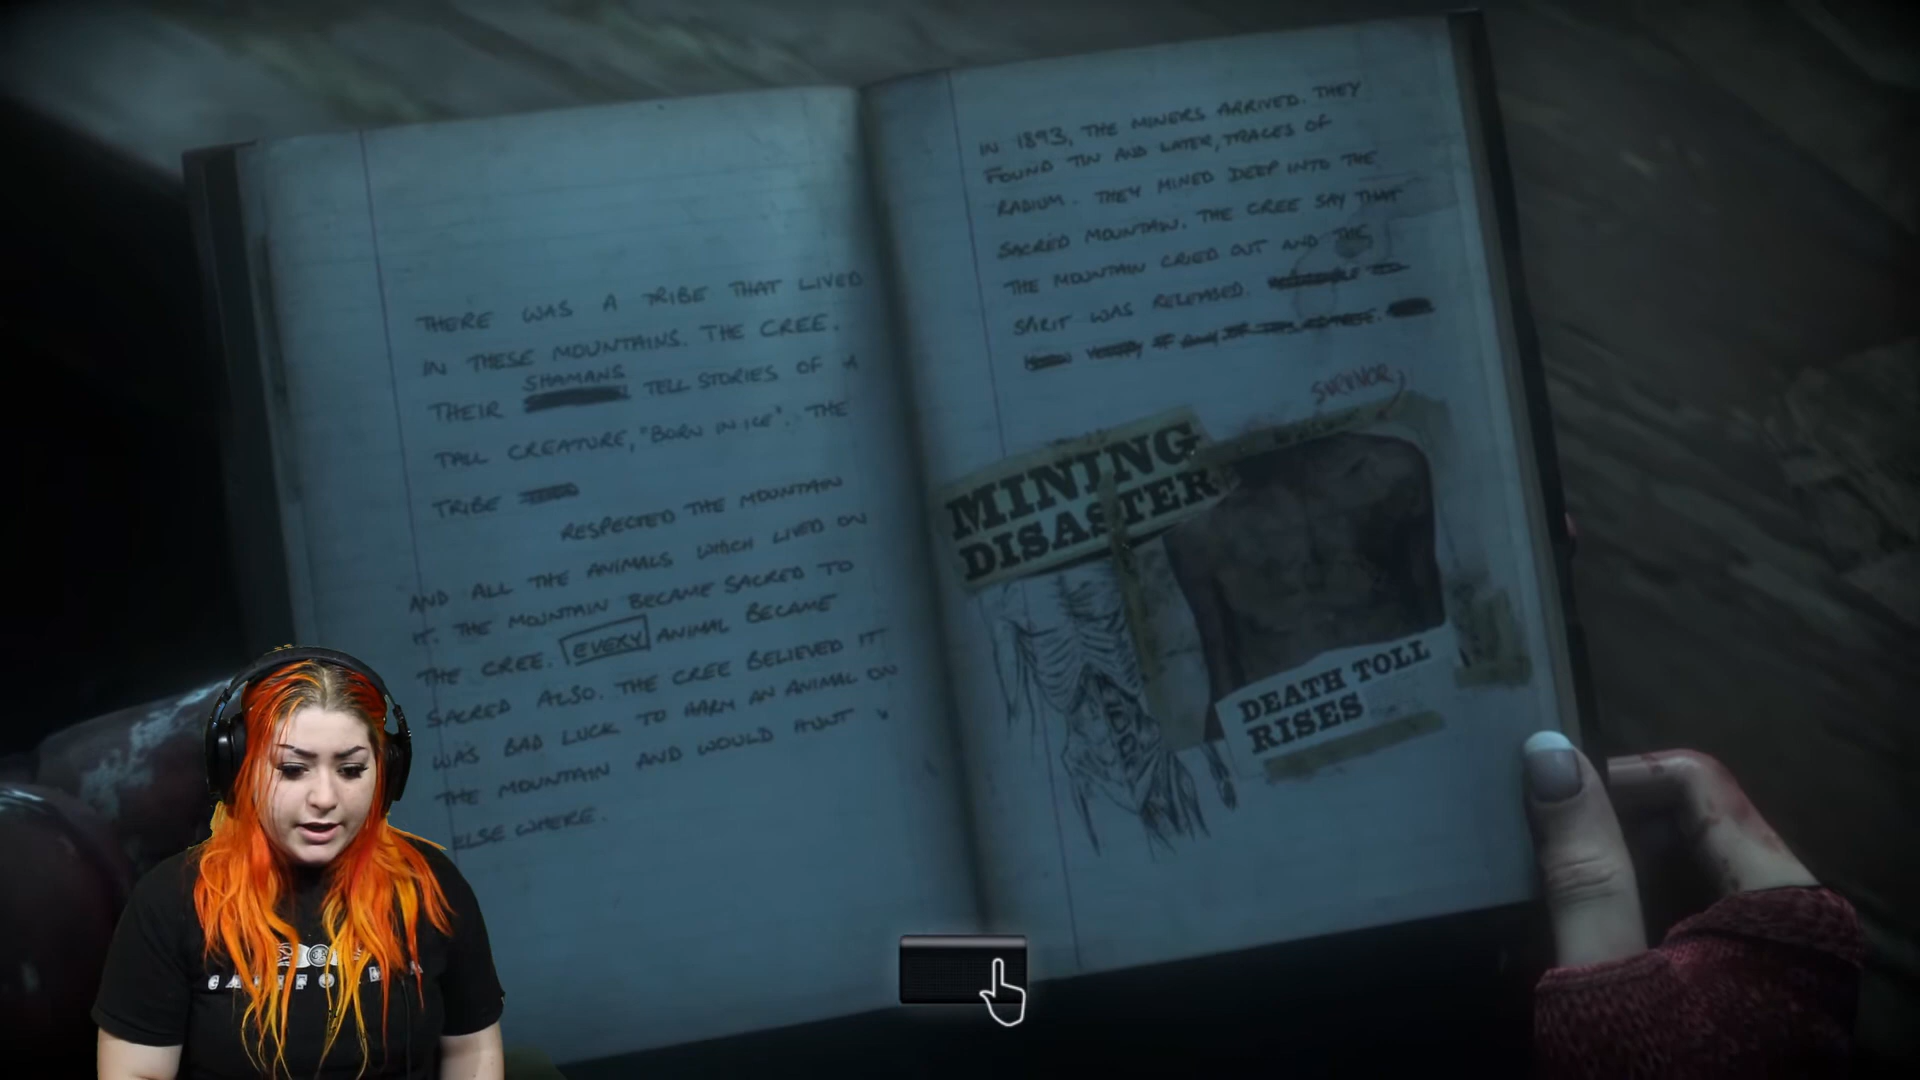 THERE WAS A TRIBE THAT LIVED
IN THESE MOUNTAINS. THE CREE.
SHAMANS
THEIR TELL STORIES OF A
TALL CREATURE, "BORN IN ICE". THE
TRIBE
RESPECTED THE MOUNTAIN
AND ALL THE ANIMALS WHICH LIVED ON
IT. THE MOUNTAIN BECAME SACRED TO
THE CREE. EVERY ANIMAL BECAME
SACRED ALSO. THE CREE BELIEVED IT
WAS BAD LUCK TO HARM AN ANIMAL ON
THE MOUNTAIN AND WOULD HUNT
ELSE WHERE.
IN 1893, THE MINERS ARRIVED. THEY
FOUND TIN AND LATER, TRACES OF
RADIUM. THEY MINED DEEP INTO THE
SACRED MOUNTAIN. THE CREE SAY THAT
THE MOUNTAIN CRIED OUT AND THE
SPIRIT WAS RELEASED.
SURVIVOR
MINING
DISASTER
DEATH TOLL
RISES